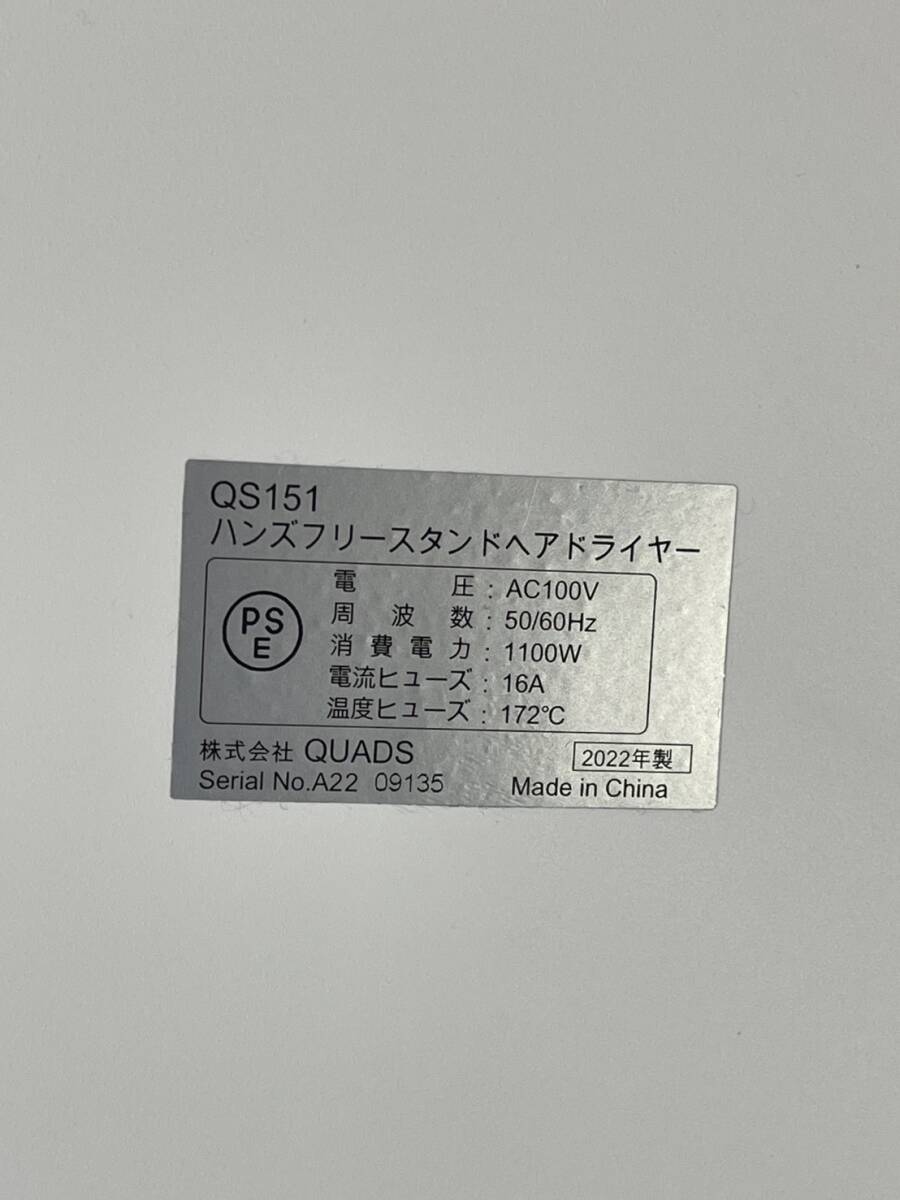 QS151
ハンズフリースタンドヘアドライヤー
PS
E
電圧:AC100V
周波数:50/60Hz
消費電力:1100W
電流ヒューズ:16A
温度ヒューズ:172℃
株式会社 QUADS
2022年製
Serial No.A22 09135
Made in China